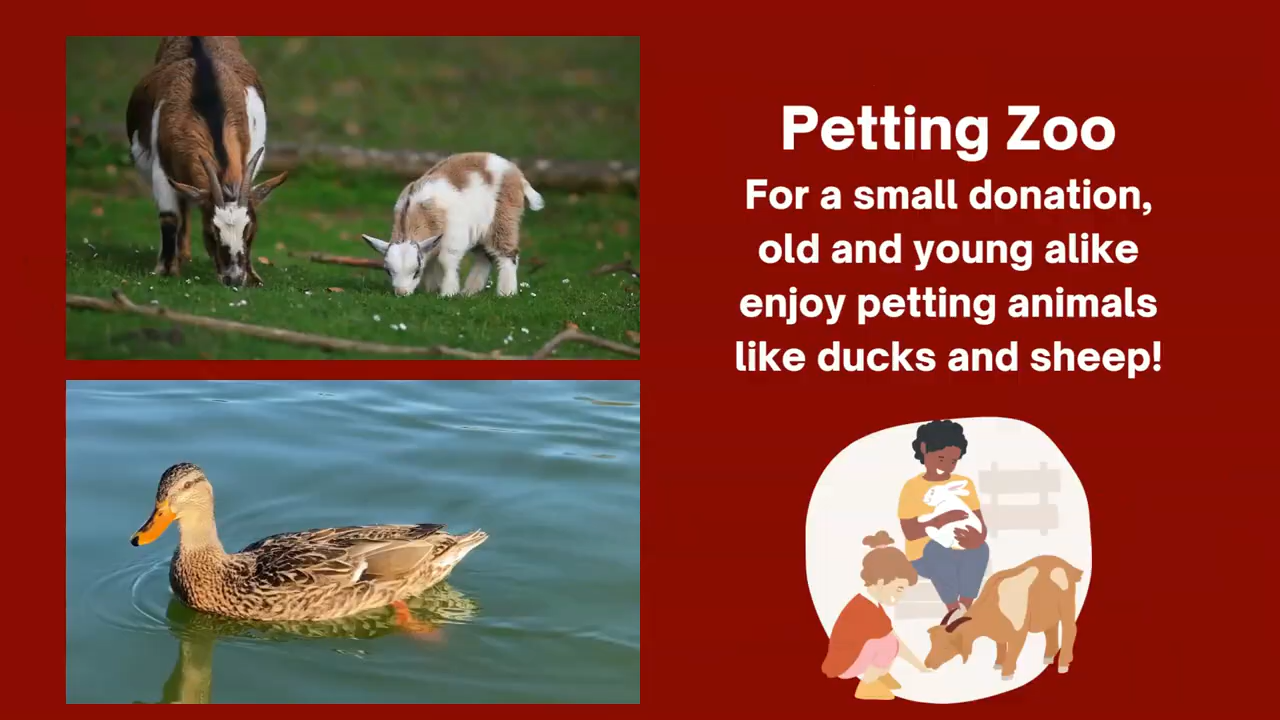 Petting Zoo
For a small donation,
old and young alike
enjoy petting animals
like ducks and sheep!